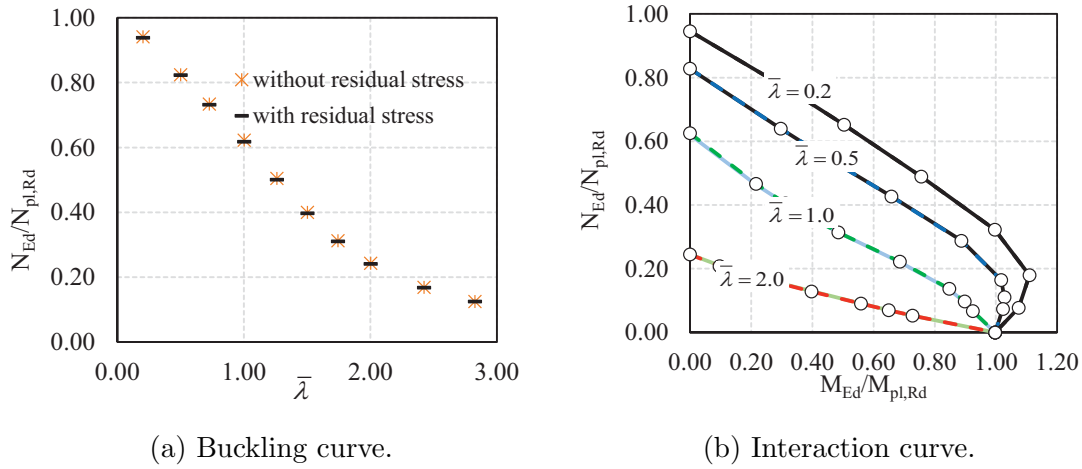 1.00
0.80
0.60
0.40
0.20
0.00
N_Ed/N_pl,Rd
without residual stress
with residual stress
0.00 1.00 2.00 3.00
λ̅
(a) Buckling curve.
1.00
0.80
0.60
0.40
0.20
0.00
N_Ed/N_pl,Rd
λ̅ = 0.2
λ̅ = 0.5
λ̅ = 1.0
λ̅ = 2.0
0.00 0.20 0.40 0.60 0.80 1.00 1.20
M_Ed/M_pl,Rd
(b) Interaction curve.